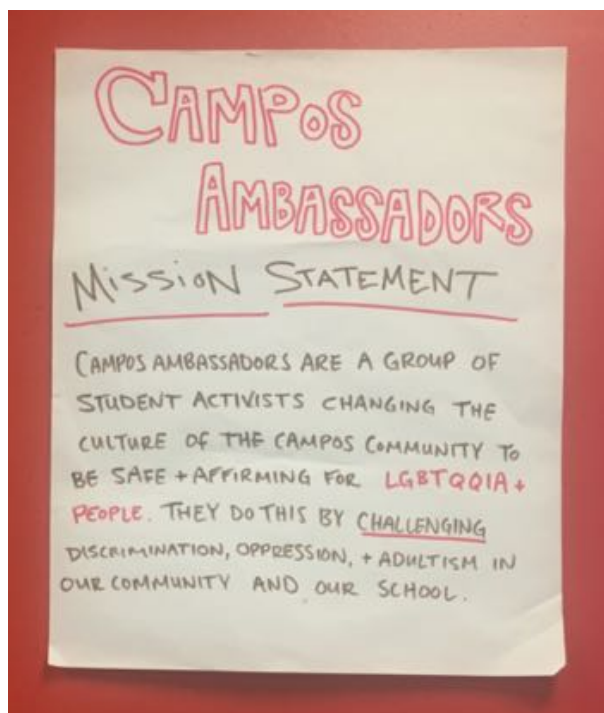 CAMPOS
AMBASSADORS
MISSION STATEMENT
CAMPOS AMBASSADORS ARE A GROUP OF
STUDENT ACTIVISTS CHANGING THE
CULTURE OF THE CAMPOS COMMUNITY TO
BE SAFE + AFFIRMING FOR LGBTQQIA+
PEOPLE. THEY DO THIS BY CHALLENGING
DISCRIMINATION, OPPRESSION, + ADULTISM IN
OUR COMMUNITY AND OUR SCHOOL.